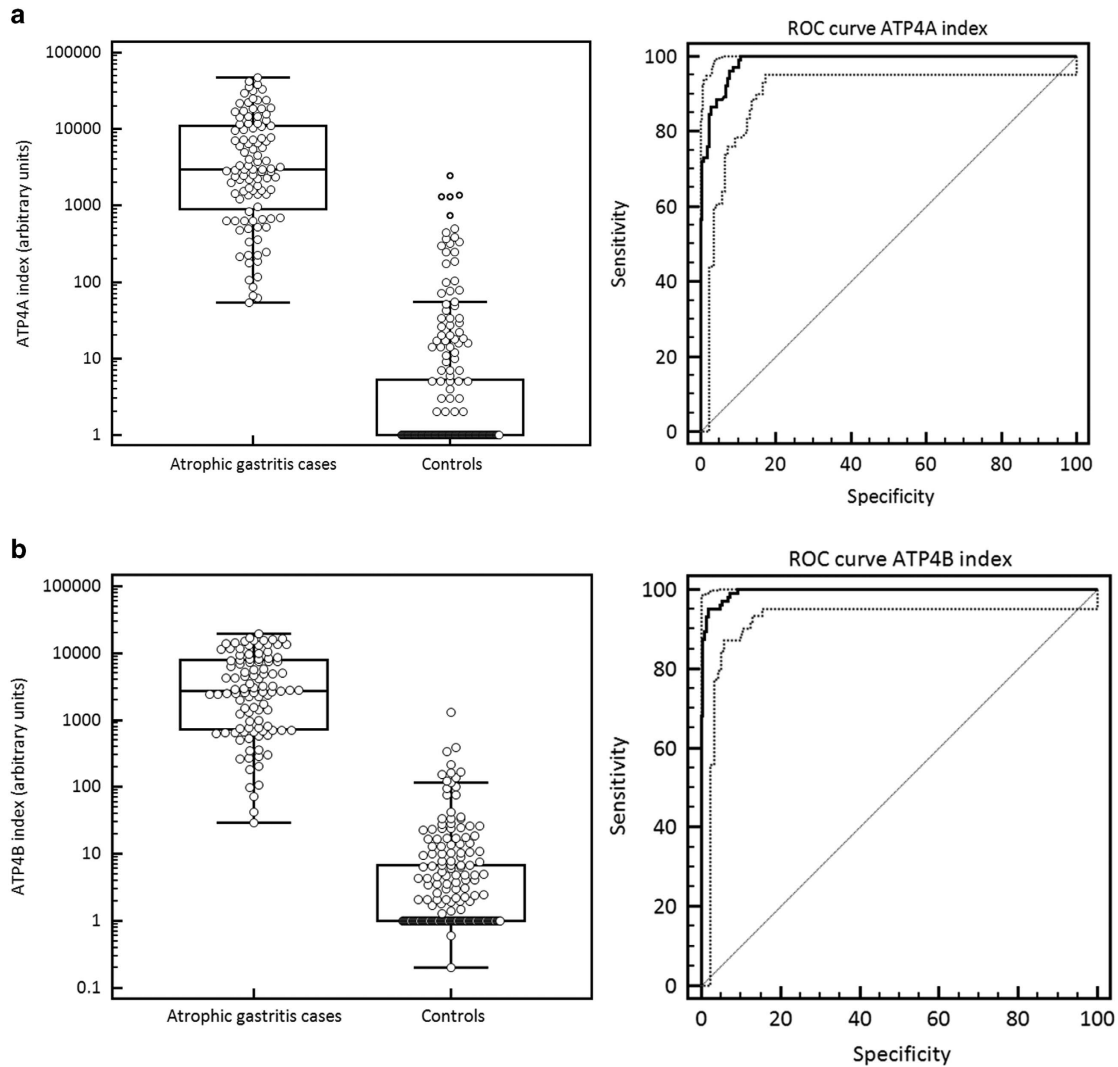 a
ROC curve ATP4A index
ATP4A index (arbitrary units)
100000
10000
1000
100
10
1
Atrophic gastritis cases
Controls
Sensitivity
100
80
60
40
20
0
0 20 40 60 80 100
Specificity
b
ROC curve ATP4B index
ATP4B index (arbitrary units)
100000
10000
1000
100
10
1
0.1
Atrophic gastritis cases
Controls
Sensitivity
100
80
60
40
20
0
0 20 40 60 80 100
Specificity